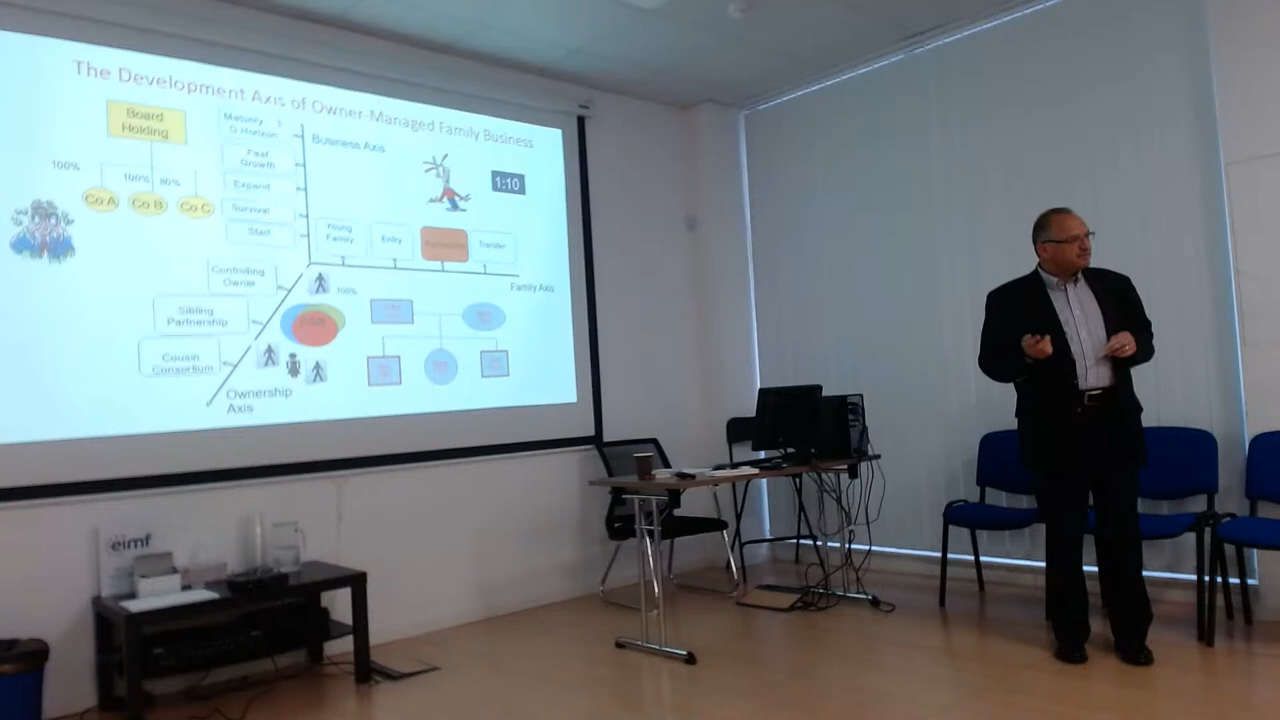 The Development Axis of Owner-Managed Family Business
Board
Holding
100%
100%
80%
Co A
Co B
Co C
Maturity
O Horizon
Growth
Expand
Survival
Start
Business Axis
1:10
Young
Family
Entry
Transfer
Family Axis
Controlling
Owner
100%
Sibling
Partnership
Cousin
Consortium
Ownership
Axis
eimf